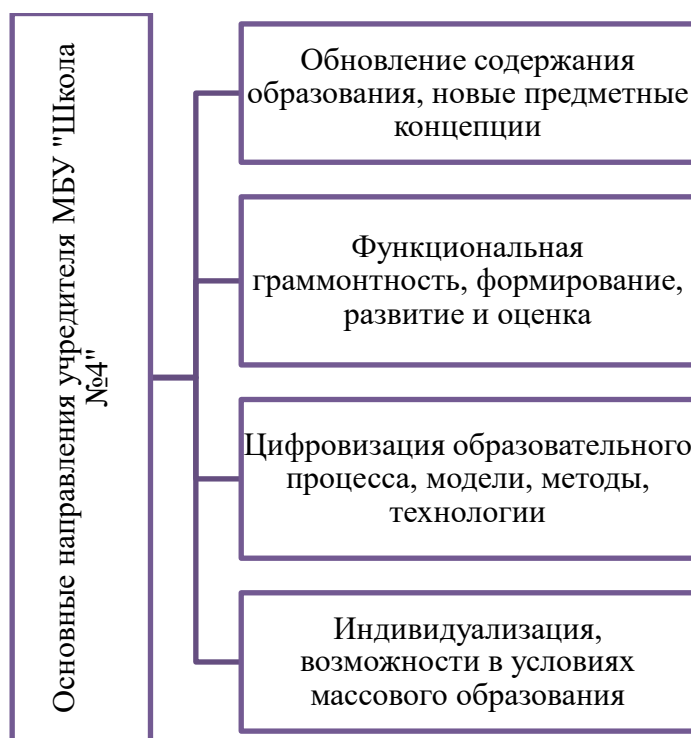 Основные направления учредителя МБУ "Школа
№4"
Обновление содержания
образования, новые предметные
концепции
Функциональная
граммонтность, формирование,
развитие и оценка
Цифровизация образовательного
процесса, модели, методы,
технологии
Индивидуализация,
возможности в условиях
массового образования